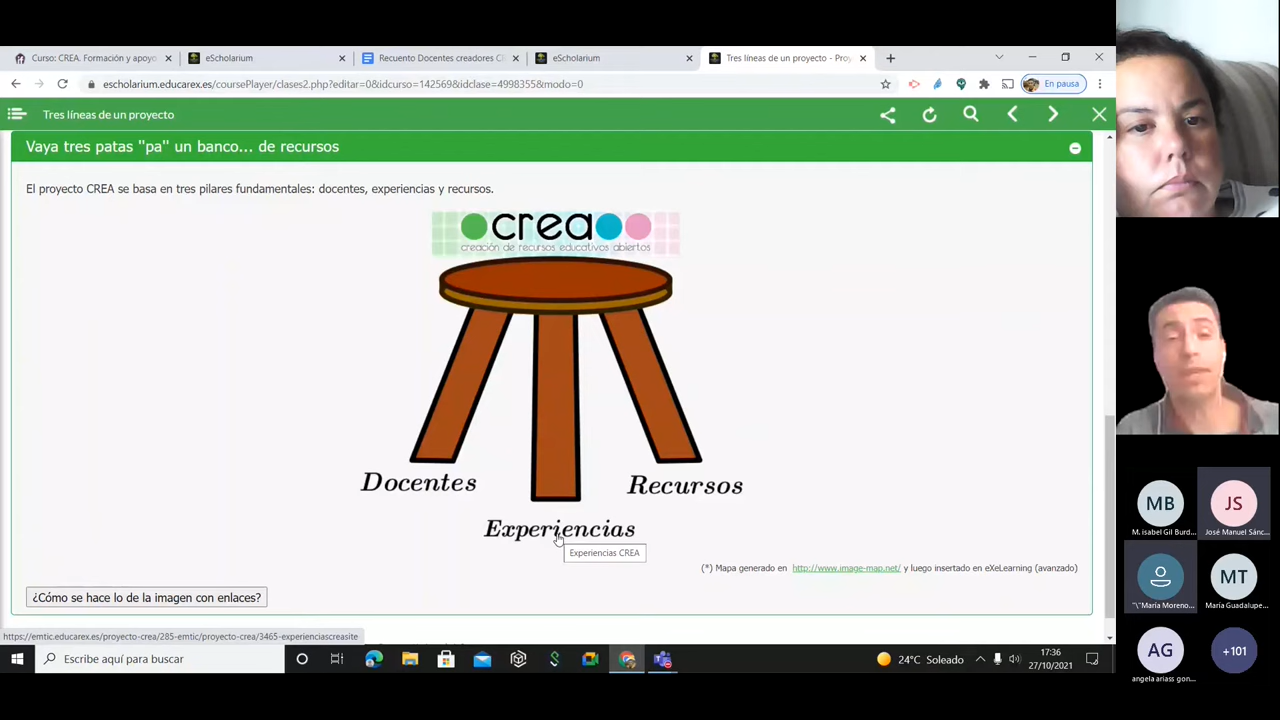 Curso: CREA. Formación y apoyo
eScholarium
Recuento Docentes creadores C
eScholarium
Tres líneas de un proyecto - Proy
escholarium.educarex.es/coursePlayer/clases2.php?editar=0&idcurso=142569&idclase=4998355&modo=0
En pausa
Tres líneas de un proyecto
Vaya tres patas "pa" un banco... de recursos
El proyecto CREA se basa en tres pilares fundamentales: docentes, experiencias y recursos.
crea
creación de recursos educativos abiertos
Docentes
Recursos
Experiencias
Experiencias CREA
(*) Mapa generado en http://www.image-map.net/ y luego insertado en eXeLearning (avanzado)
¿Cómo se hace lo de la imagen con enlaces?
https://emtic.educarex.es/proyecto-crea/285-emtic/proyecto-crea/3465-experienciascreasite
Escribe aquí para buscar
24°C Soleado
17:36
27/10/2021
MB
JS
M. isabel Gil Burd...
José Manuel Sánc...
MT
"\"María Moreno...
María Guadalupe...
AG
+101
angela ariass gon...